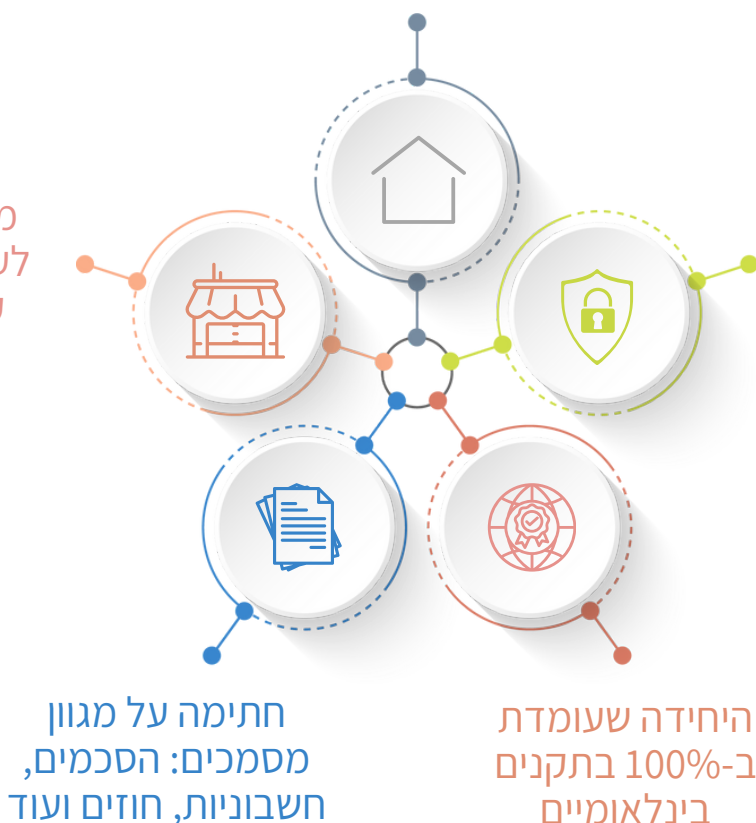 חתימה על מגוון
מסמכים: הסכמים,
חשבוניות, חוזים ועוד
היחידה שעומדת
ב-100% בתקנים
בינלאומיים